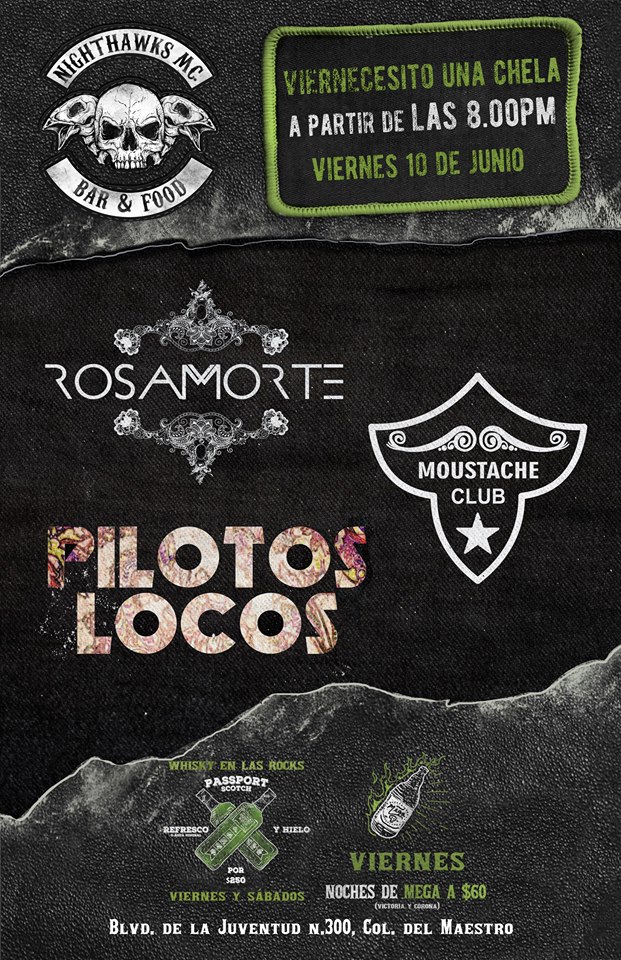 NIGHTHAWKS MC
BAR & FOOD
VIERNECESITO UNA CHELA
A PARTIR DE LAS 8.00PM
VIERNES 10 DE JUNIO
ROSAMORTE
MOUSTACHE
CLUB
PILOTOS
LOCOS
WHISKY EN LAS ROCKS
PASSPORT
SCOTCH
REFRESCO Y HIELO
POR
$250
VIERNES Y SÁBADOS
VIERNES
NOCHES DE MEGA A $60
(VICTORIA Y CORONA)
BLVD. DE LA JUVENTUD N.300, COL. DEL MAESTRO